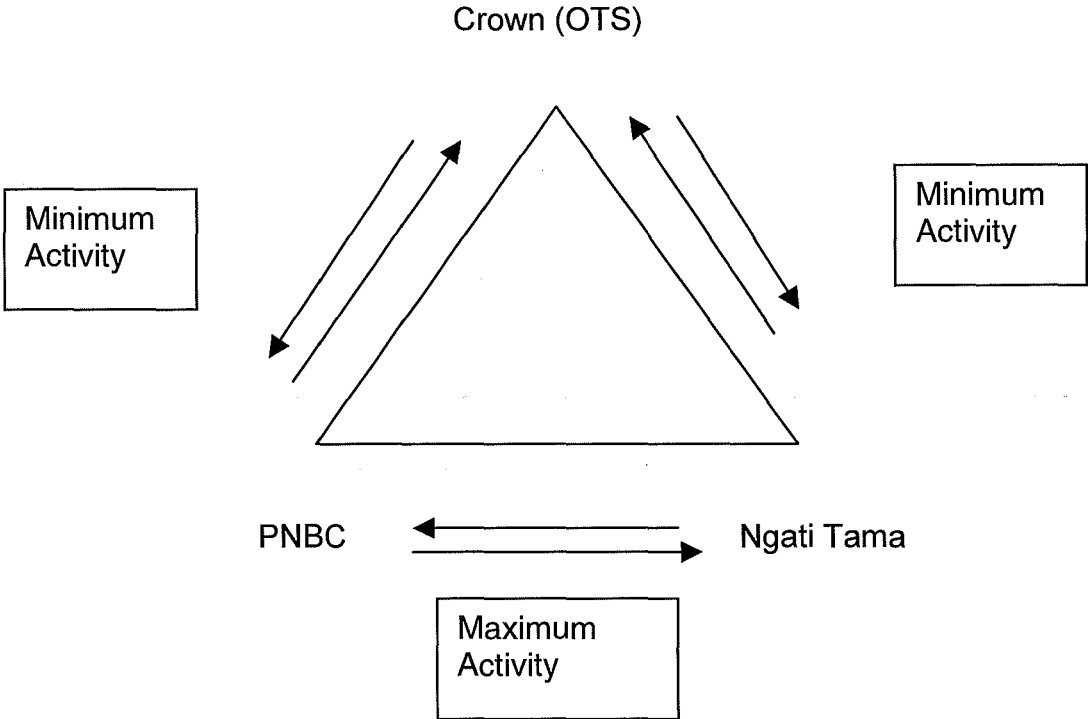 Crown (OTS)
Minimum
Activity
Minimum
Activity
PNBC
Ngati Tama
Maximum
Activity